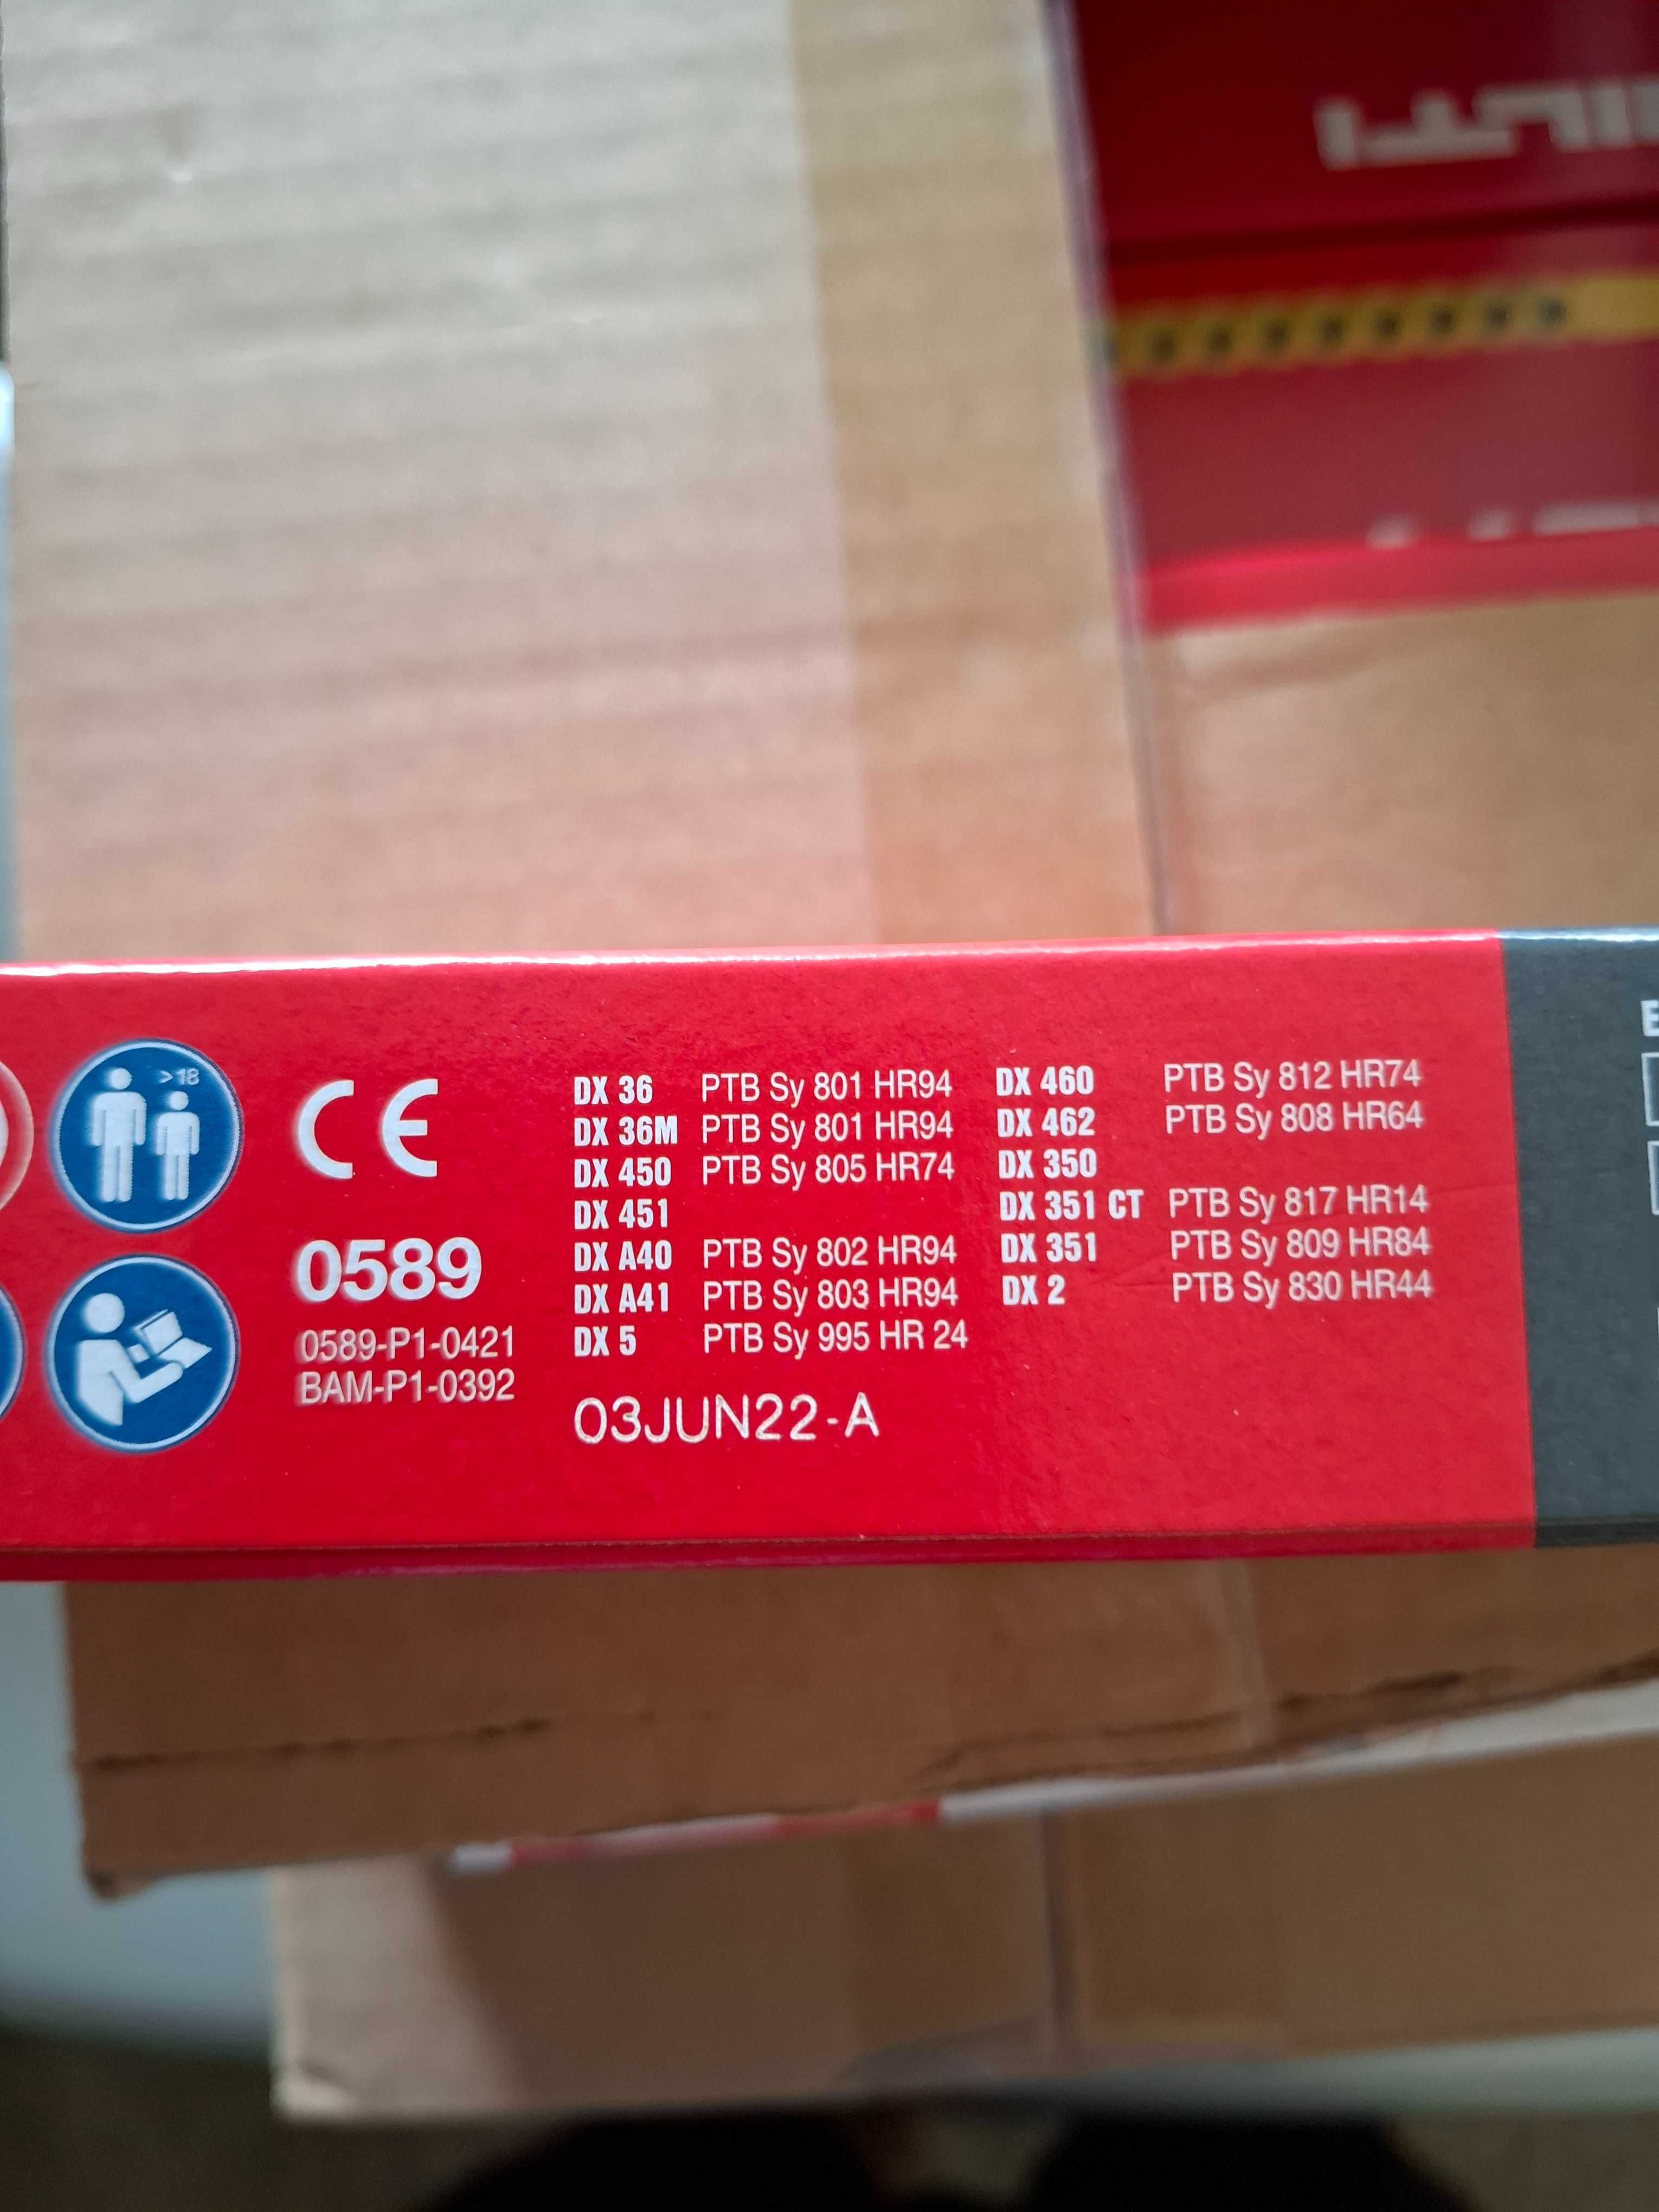 HILTI
>18
CE
0589
0589-P1-0421
BAM-P1-0392
DX 36 PTB Sy 801 HR94
DX 36M PTB Sy 801 HR94
DX 450 PTB Sy 805 HR74
DX 451
DX A40 PTB Sy 802 HR94
DX A41 PTB Sy 803 HR94
DX 5 PTB Sy 995 HR 24
03JUN22-A
DX 460 PTB Sy 812 HR74
DX 462 PTB Sy 808 HR64
DX 350
DX 351 CT PTB Sy 817 HR14
DX 351 PTB Sy 809 HR84
DX 2 PTB Sy 830 HR44